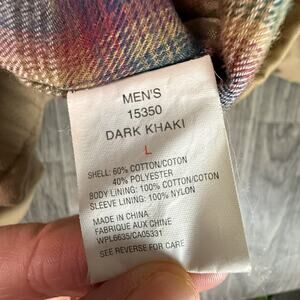 MEN'S
15350
DARK KHAKI
L
SHELL: 60% COTTON/COTON
40% POLYESTER
BODY LINING: 100% COTTON/COTON
SLEEVE LINING: 100% NYLON
MADE IN CHINA
FABRIQUE AUX CHINE
WPL6635/CA05331
SEE REVERSE FOR CARE